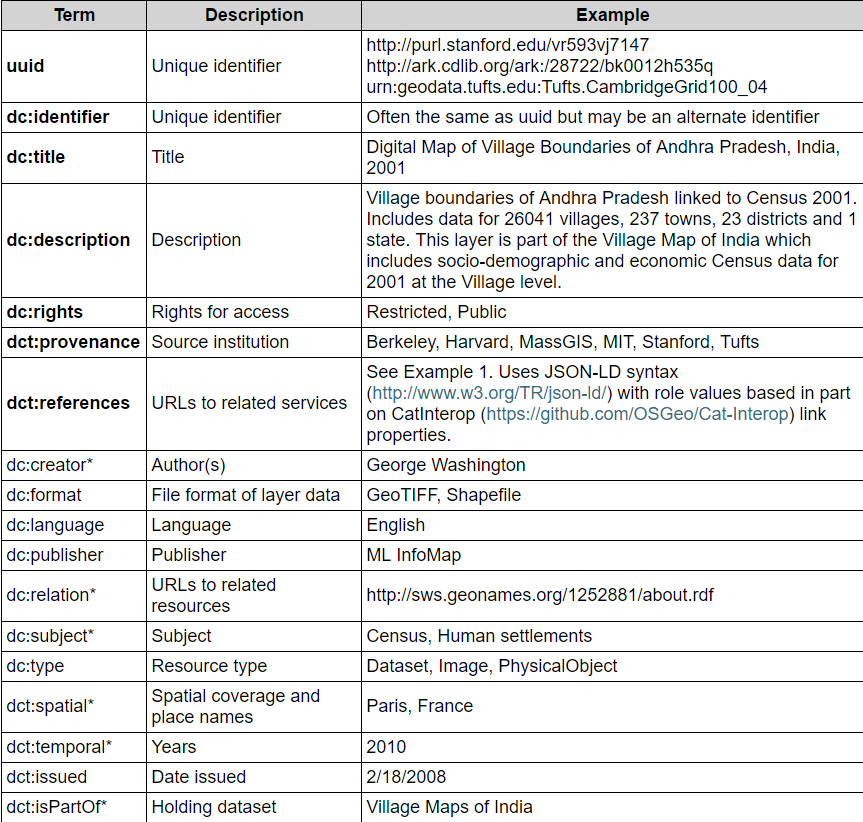 Term Description Example
uuid Unique identifier http://purl.stanford.edu/vr593vj7147
http://ark.cdlib.org/ark:/28722/bk0012h535q
urn:geodata.tufts.edu:Tufts.CambridgeGrid100_04
dc:identifier Unique identifier Often the same as uuid but may be an alternate identifier
dc:title Title Digital Map of Village Boundaries of Andhra Pradesh, India,
2001
dc:description Description Village boundaries of Andhra Pradesh linked to Census 2001.
Includes data for 26041 villages, 237 towns, 23 districts and 1
state. This layer is part of the Village Map of India which
includes socio-demographic and economic Census data for
2001 at the Village level.
dc:rights Rights for access Restricted, Public
dct:provenance Source institution Berkeley, Harvard, MassGIS, MIT, Stanford, Tufts
dct:references URLs to related services See Example 1. Uses JSON-LD syntax
(http://www.w3.org/TR/json-ld/) with role values based in part
on CatInterop (https://github.com/OSGeo/Cat-Interop) link
properties.
dc:creator* Author(s) George Washington
dc:format File format of layer data GeoTIFF, Shapefile
dc:language Language English
dc:publisher Publisher ML InfoMap
dc:relation* URLs to related
resources http://sws.geonames.org/1252881/about.rdf
dc:subject* Subject Census, Human settlements
dc:type Resource type Dataset, Image, PhysicalObject
dct:spatial* Spatial coverage and
place names Paris, France
dct:temporal* Years 2010
dct:issued Date issued 2/18/2008
dct:isPartOf* Holding dataset Village Maps of India